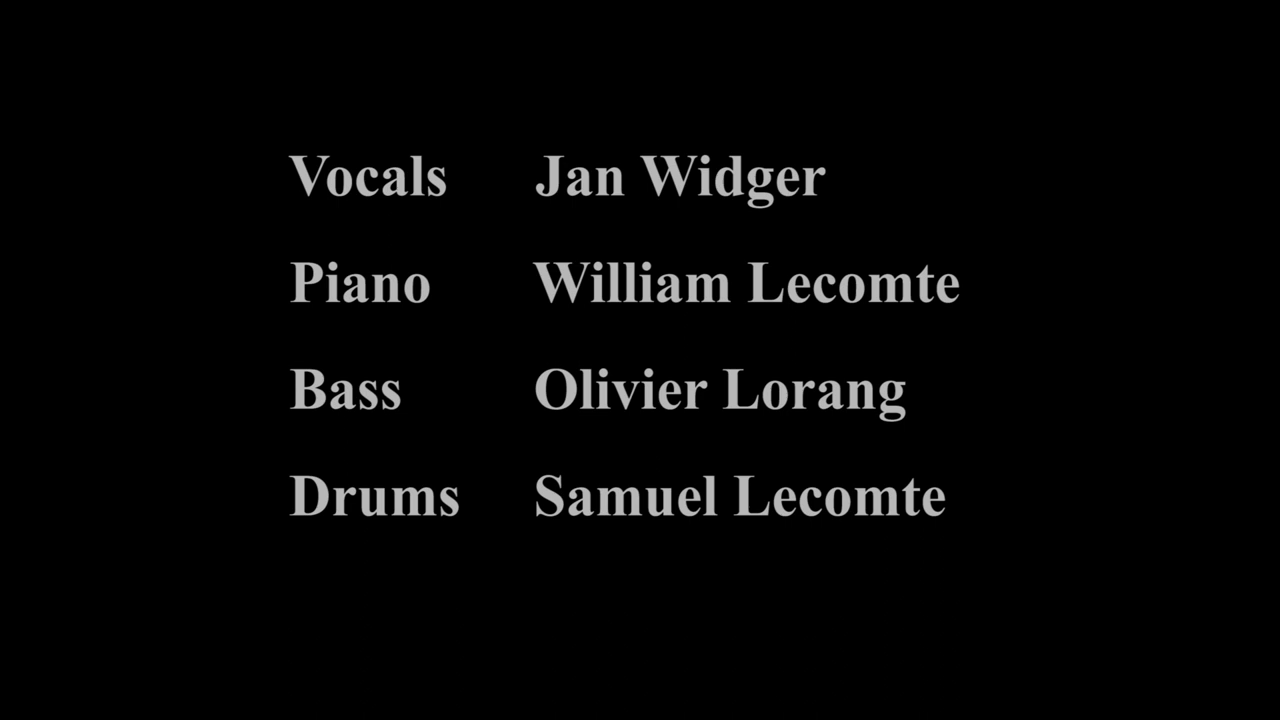 Vocals Jan Widger
Piano William Lecomte
Bass Olivier Lorang
Drums Samuel Lecomte